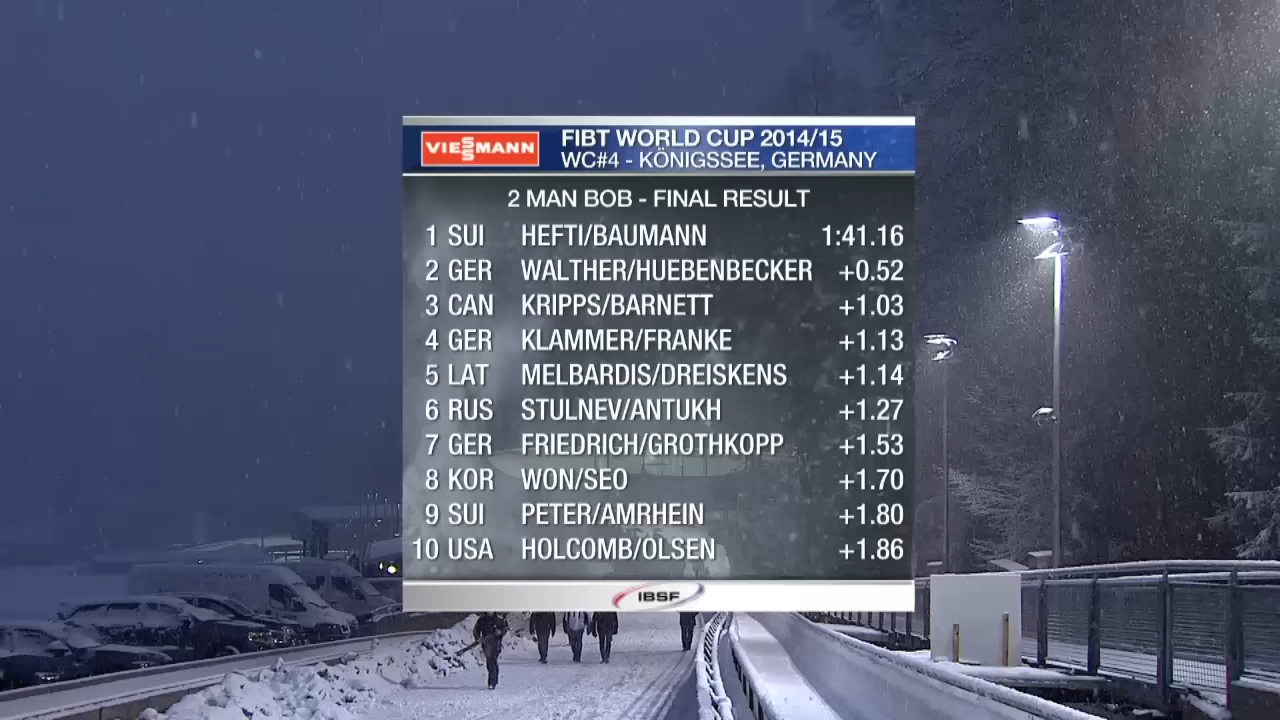 VIESSMANN
FIBT WORLD CUP 2014/15
WC#4 - KÖNIGSSEE, GERMANY
2 MAN BOB - FINAL RESULT
1 SUI HEFTI/BAUMANN 1:41.16
2 GER WALTHER/HUEBENBECKER +0.52
3 CAN KRIPPS/BARNETT +1.03
4 GER KLAMMER/FRANKE +1.13
5 LAT MELBARDIS/DREISKENS +1.14
6 RUS STULNEV/ANTUKH +1.27
7 GER FRIEDRICH/GROTHKOPP +1.53
8 KOR WON/SEO +1.70
9 SUI PETER/AMRHEIN +1.80
10 USA HOLCOMB/OLSEN +1.86
IBSF